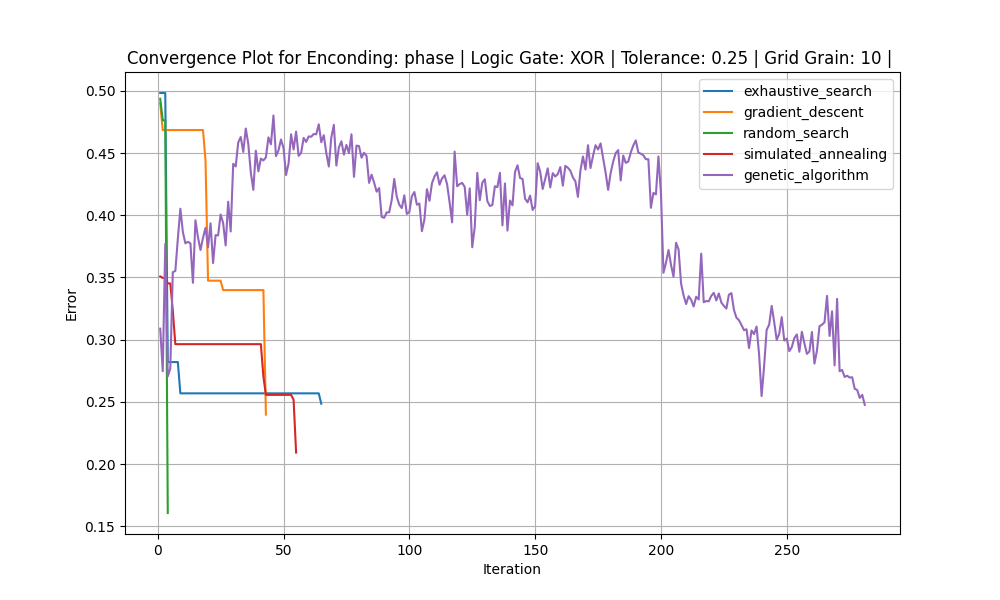 Convergence Plot for Enconding: phase | Logic Gate: XOR | Tolerance: 0.25 | Grid Grain: 10 |
exhaustive_search
gradient_descent
random_search
simulated_annealing
genetic_algorithm
Error
0.50
0.45
0.40
0.35
0.30
0.25
0.20
0.15
0 50 100 150 200 250
Iteration